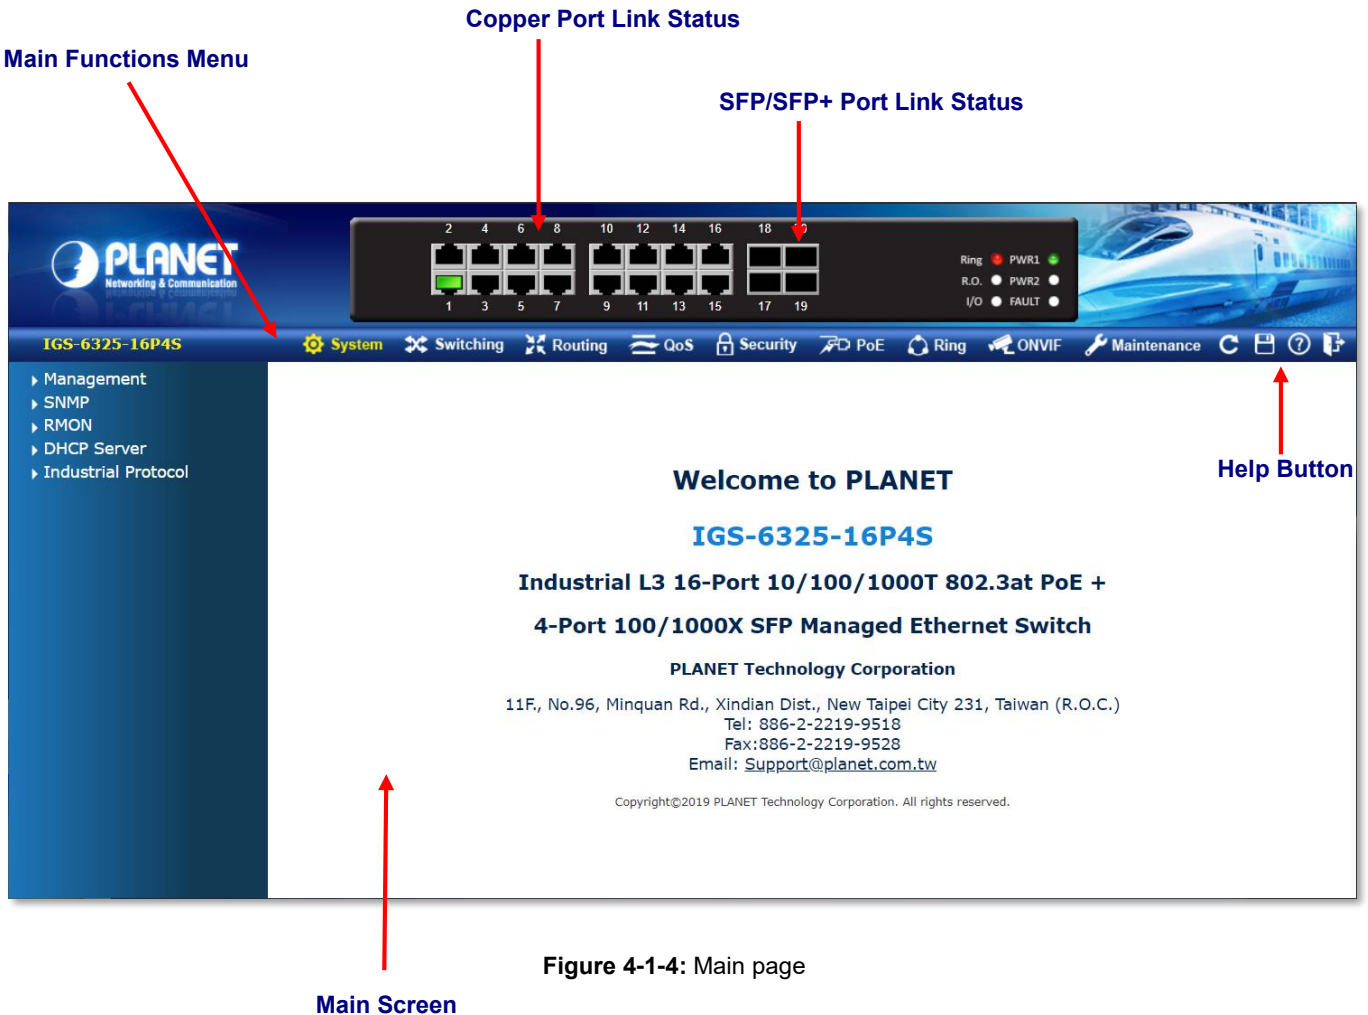 Copper Port Link Status
Main Functions Menu
SFP/SFP+ Port Link Status
PLANET
Networking & Communication
2 4 6 8 10 12 14 16 18 20
1 3 5 7 9 11 13 15 17 19
Ring PWR1
R.O. PWR2
I/O FAULT
IGS-6325-16P4S
System Switching Routing QoS Security PoE Ring ONVIF Maintenance
Management
SNMP
RMON
DHCP Server
Industrial Protocol
Help Button
Welcome to PLANET
IGS-6325-16P4S
Industrial L3 16-Port 10/100/1000T 802.3at PoE +
4-Port 100/1000X SFP Managed Ethernet Switch
PLANET Technology Corporation
11F., No.96, Minquan Rd., Xindian Dist., New Taipei City 231, Taiwan (R.O.C.)
Tel: 886-2-2219-9518
Fax:886-2-2219-9528
Email: Support@planet.com.tw
Copyright©2019 PLANET Technology Corporation. All rights reserved.
Figure 4-1-4: Main page
Main Screen